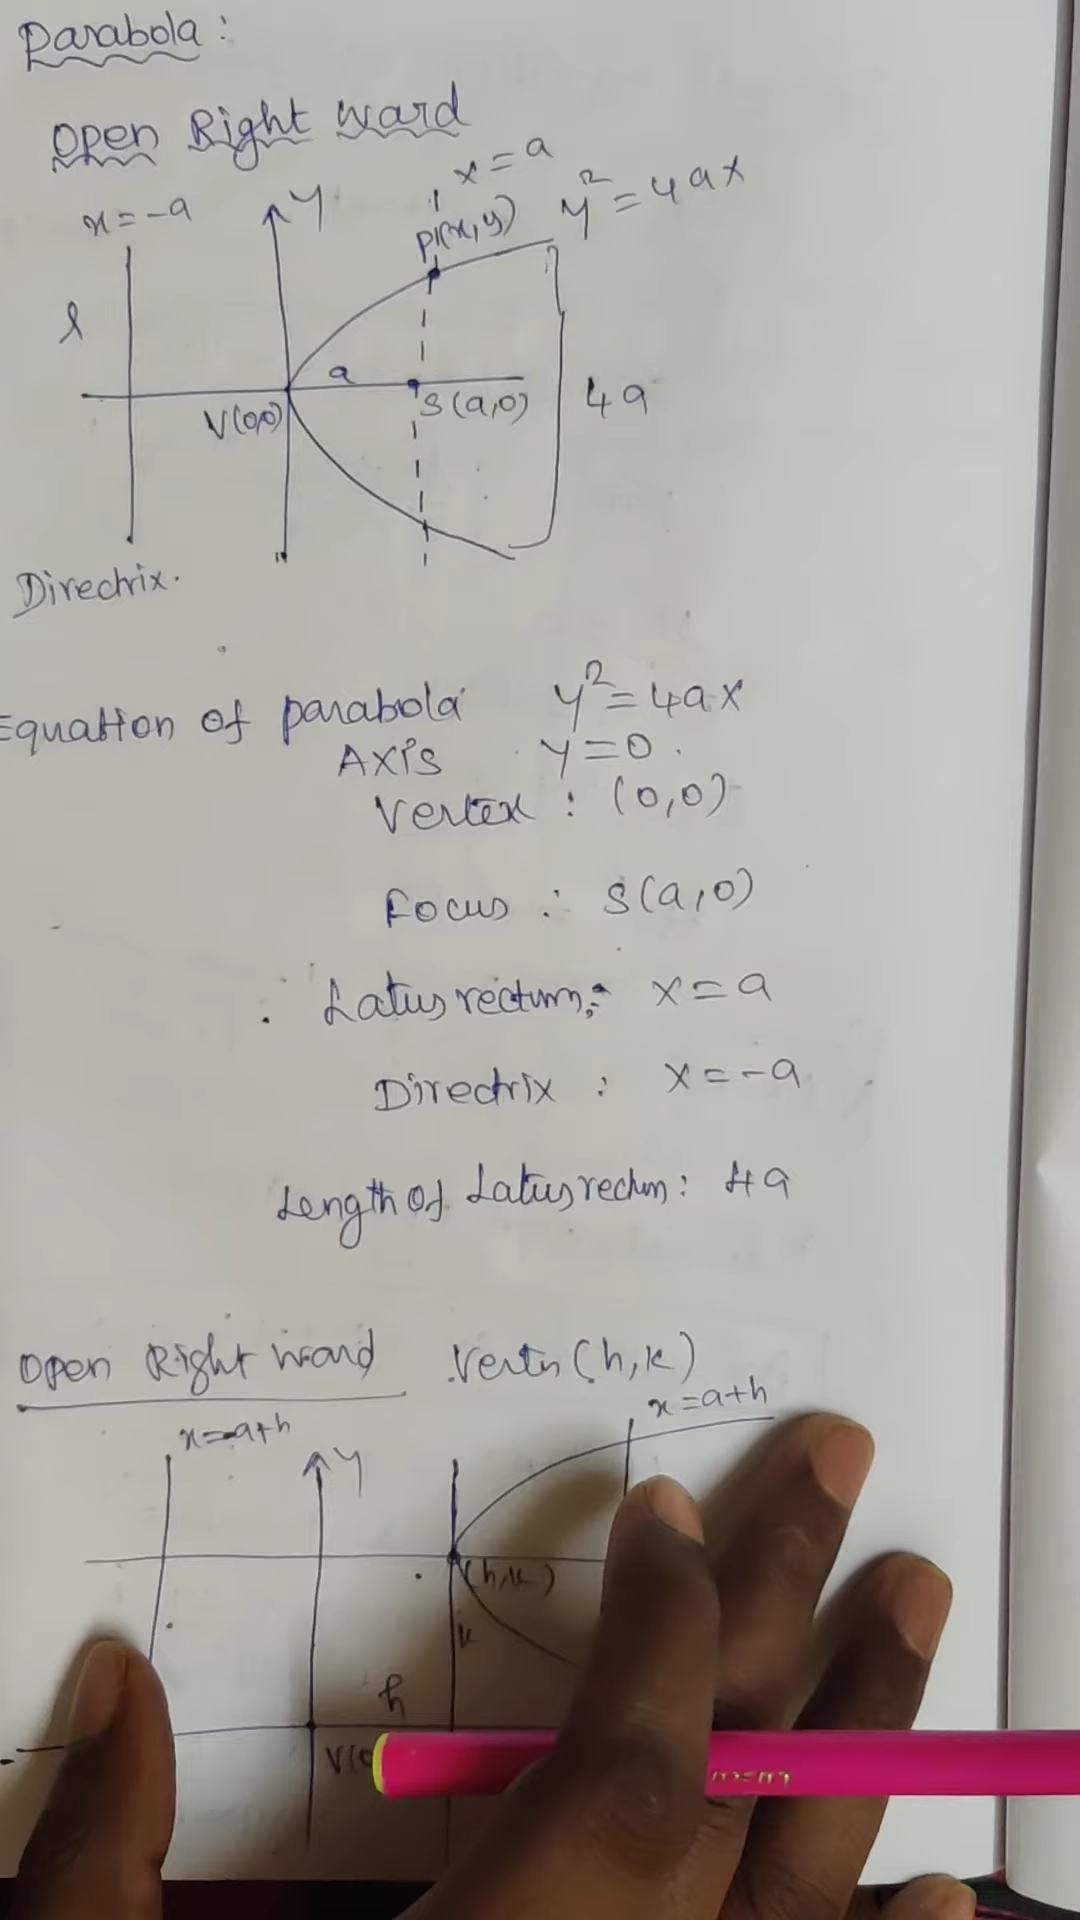 Parabola :
Open Right ward
x = a
y² = 4ax
x = -a
y
P(x,y)
l
a
V(0,0)
S(a,0)
4a
Directrix.
Equation of parabola y² = 4ax
Axis y = 0.
Vertex : (0,0)
Focus : S(a,0)
Latus rectum : x = a
Directrix : x = -a
Length of Latus rectum : 4a
Open Right ward
(h,k)
x = a+h
x = -a+h
y
(h,k)
k
h